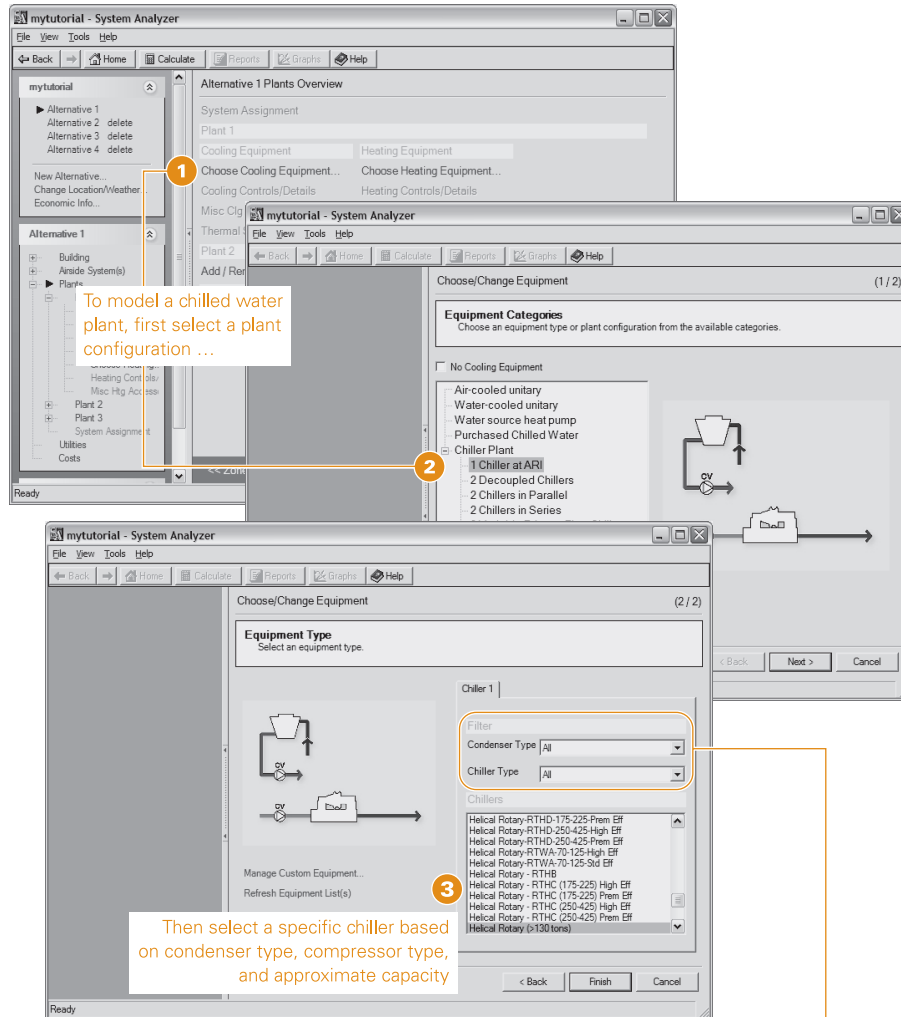 mytutorial - System Analyzer
File View Tools Help
Back Home Calculate Reports Graphs Help
mytutorial
Alternative 1
Alternative 2 delete
Alternative 3 delete
Alternative 4 delete
New Alternative...
Change Location/Weather
Economic Info...
Alternative 1
Building
Airside System(s)
Plants
Heating Controls/
Misc Htg Access
Plant 2
Plant 3
System Assignment
Utilities
Costs
Ready
Alternative 1 Plants Overview
System Assignment
Plant 1
Cooling Equipment Heating Equipment
1
Choose Cooling Equipment... Choose Heating Equipment...
Cooling Controls/Details Heating Controls/Details
Misc Clg
Thermal
Plant 2
Add / Rem
<< Zone
To model a chilled water
plant, first select a plant
configuration …
mytutorial - System Analyzer
File View Tools Help
Back Home Calculate Reports Graphs Help
Choose/Change Equipment (1 / 2)
Equipment Categories
Choose an equipment type or plant configuration from the available categories.
No Cooling Equipment
Air-cooled unitary
Water-cooled unitary
Water source heat pump
Purchased Chilled Water
Chiller Plant
2
1 Chiller at ARI
2 Decoupled Chillers
2 Chillers in Parallel
2 Chillers in Series
CV
< Back Next > Cancel
mytutorial - System Analyzer
File View Tools Help
Back Home Calculate Reports Graphs Help
Choose/Change Equipment (2 / 2)
Equipment Type
Select an equipment type.
CV
CV
Manage Custom Equipment...
Refresh Equipment List(s)
Chiller 1
Filter
Condenser Type All
Chiller Type All
Chillers
Helical Rotary-RTHD-175-225-Prem Eff
Helical Rotary-RTHD-250-425-High Eff
Helical Rotary-RTHD-250-425-Prem Eff
Helical Rotary-RTWA-70-125-High Eff
Helical Rotary-RTWA-70-125-Std Eff
Helical Rotary - RTHB
Helical Rotary - RTHC (175-225) High Eff
Helical Rotary - RTHC (175-225) Prem Eff
Helical Rotary - RTHC (250-425) High Eff
Helical Rotary - RTHC (250-425) Prem Eff
Helical Rotary (>130 tons)
3
Then select a specific chiller based
on condenser type, compressor type,
and approximate capacity
< Back Finish Cancel
Ready